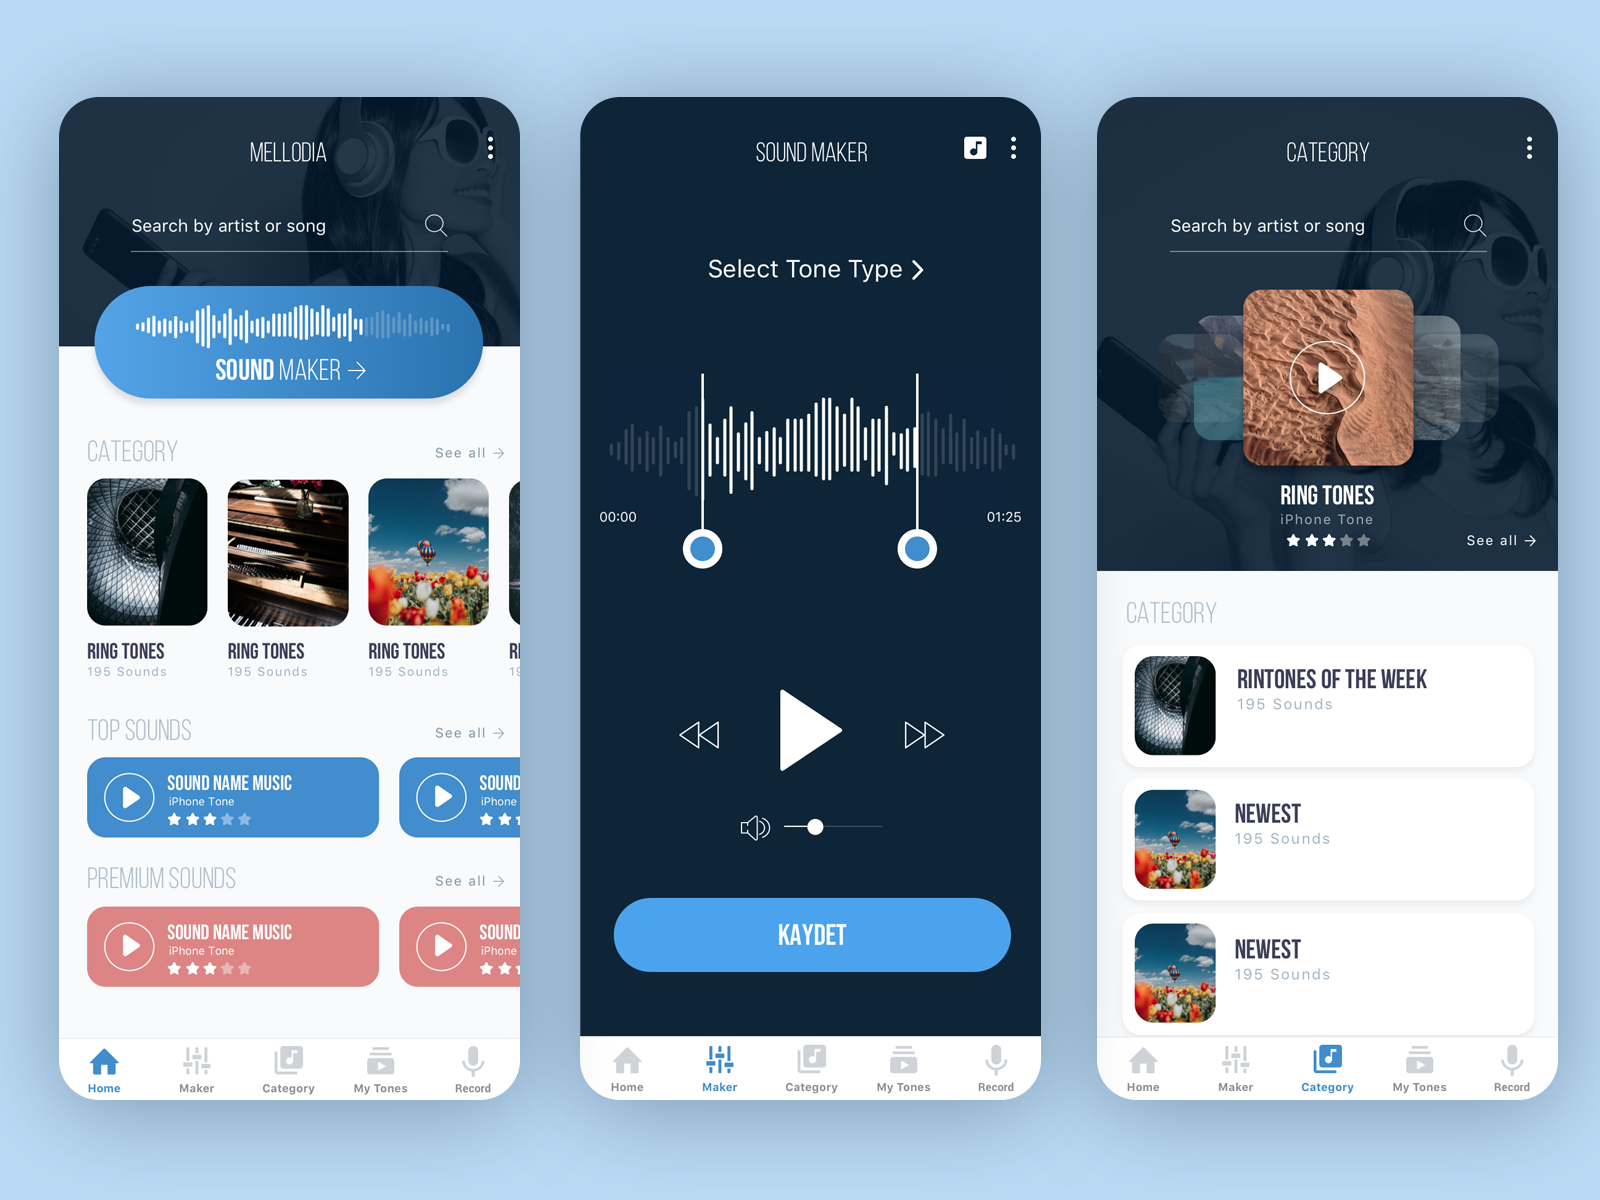 MELLODIA
Search by artist or song
SOUND MAKER
CATEGORY
See all
RING TONES
195 Sounds
RING TONES
195 Sounds
RING TONES
195 Sounds
TOP SOUNDS
See all
SOUND NAME MUSIC
iPhone Tone
SOUND
iPhone
PREMIUM SOUNDS
See all
SOUND NAME MUSIC
iPhone Tone
SOUND
iPhone
Home
Maker
Category
My Tones
Record
SOUND MAKER
Select Tone Type
00:00
01:25
KAYDET
Home
Maker
Category
My Tones
Record
CATEGORY
Search by artist or song
RING TONES
iPhone Tone
See all
CATEGORY
RINTONES OF THE WEEK
195 Sounds
NEWEST
195 Sounds
NEWEST
195 Sounds
Home
Maker
Category
My Tones
Record